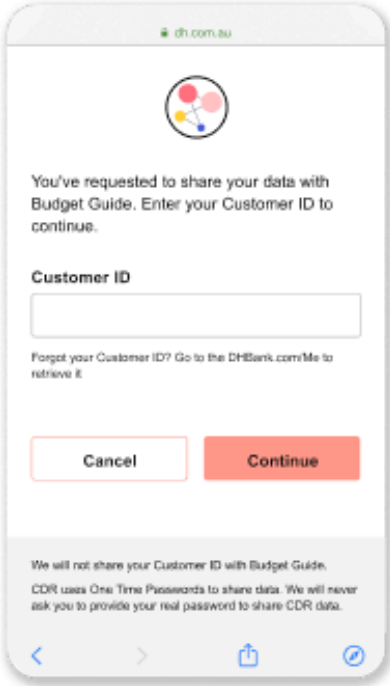 dh.com.au
You've requested to share your data with
Budget Guide. Enter your Customer ID to
continue.
Customer ID
Forgot your Customer ID? Go to the DHBank.com/Me to
retrieve it
Cancel
Continue
We will not share your Customer ID with Budget Guide.
CDR uses One Time Passwords to share data. We will never
ask you to provide your real password to share CDR data.